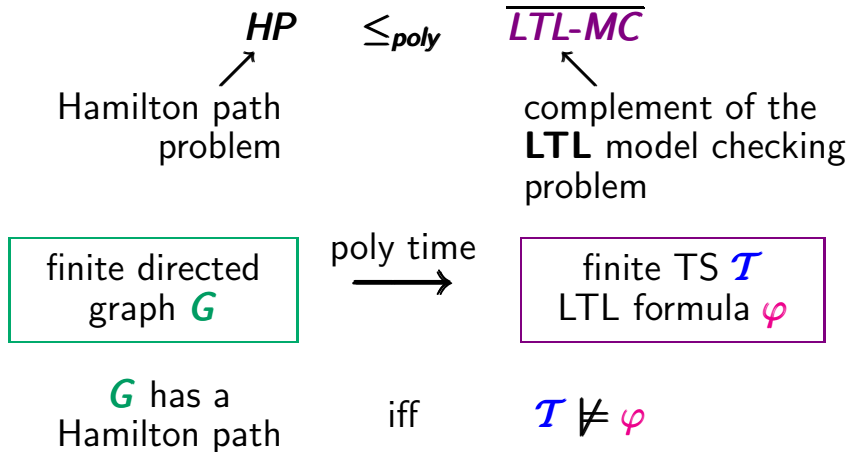 HP ≤poly \overline{LTL-MC}
Hamilton path
problem
complement of the
LTL model checking
problem
finite directed
graph G
poly time
finite TS 𝒯
LTL formula φ
G has a
Hamilton path
iff
𝒯 ⊭ φ